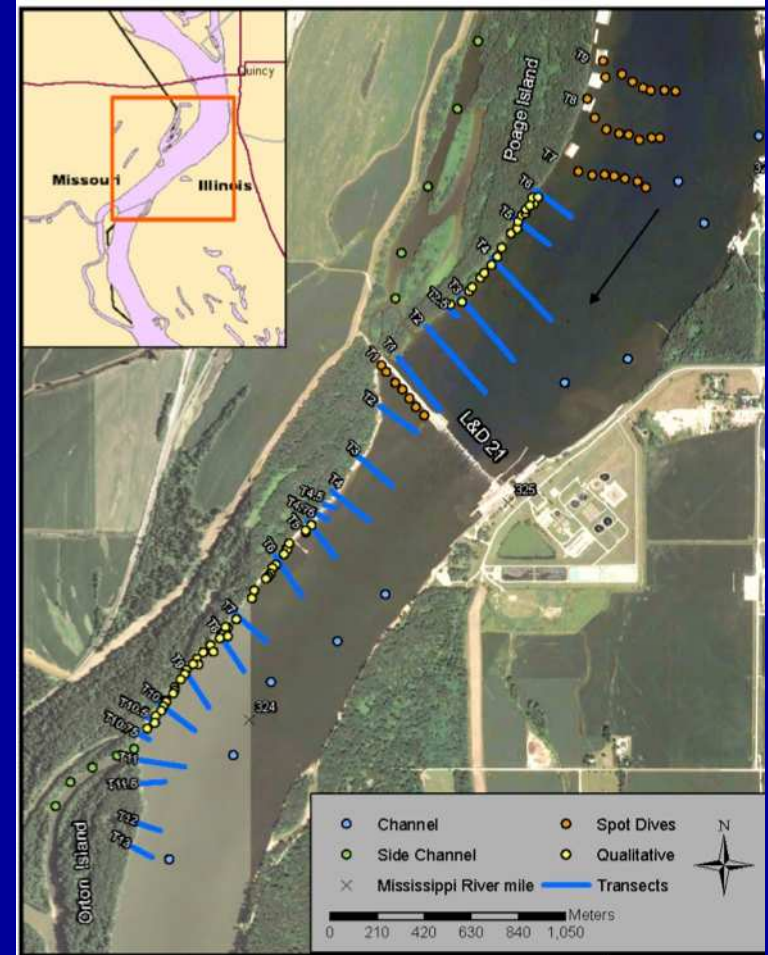 Quincy
Missouri
Illinois
Poage Island
T9
T8
T7
T6
T5
T4
T3
T2.5
T2
T1
T1
L&D 21
T2
T3
T4
T4.5
T4.75
T5
T6
325
T7
T8
T9
T10
T10.5
T10.75
324
T11
T11.5
T12
T13
Orton Island
Channel
Spot Dives
N
Side Channel
Qualitative
Mississippi River mile
Transects
Meters
0 210 420 630 840 1,050